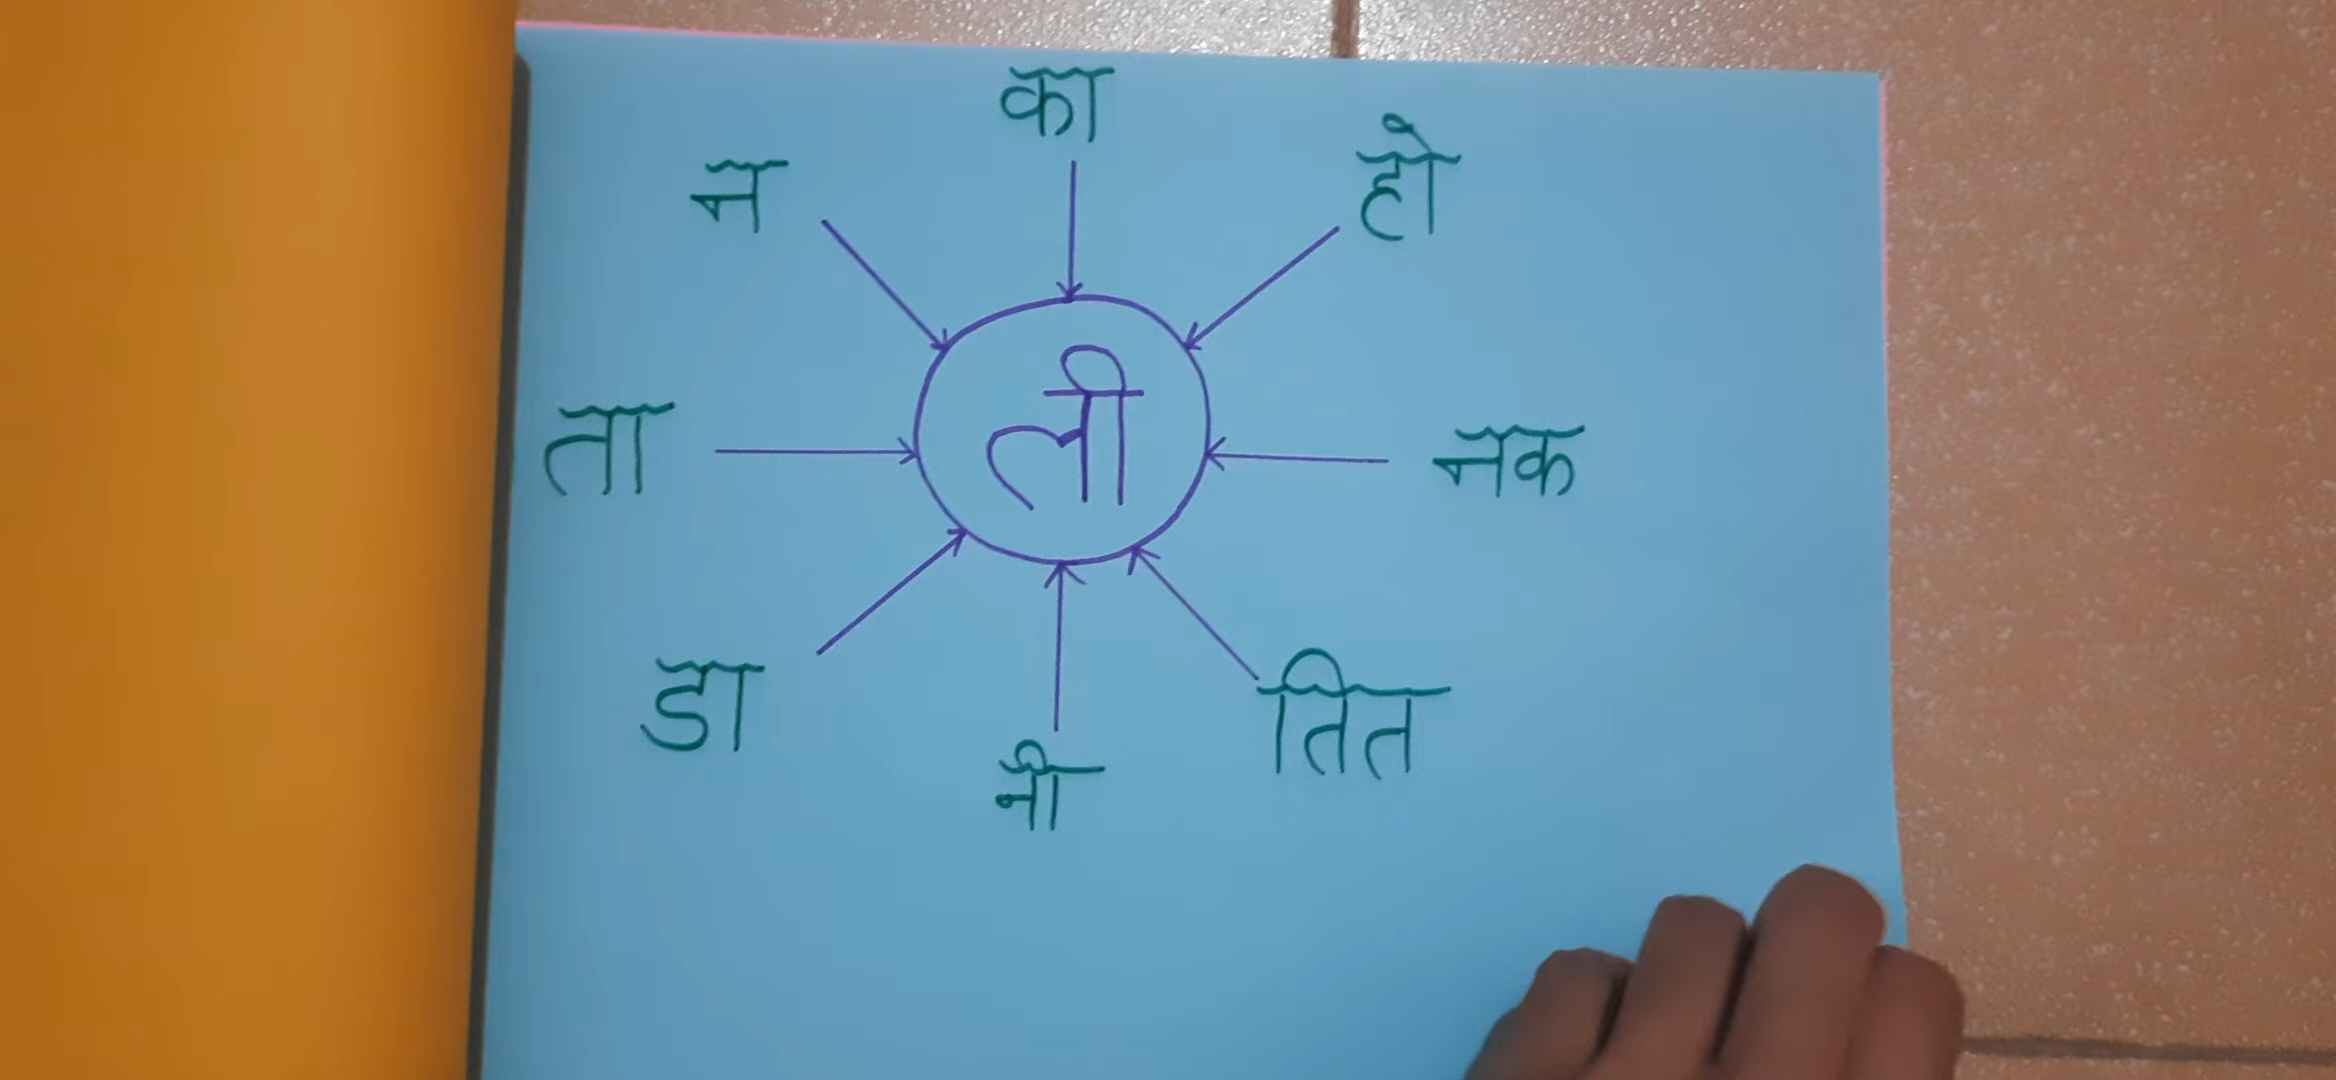 का
न
हो
ली
ता
नक
डा
तित
नी